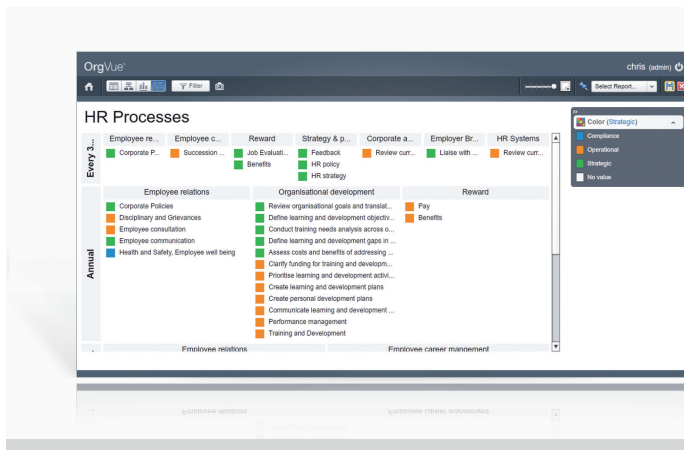 OrgVue
chris (admin)
Filter
Select Report...
HR Processes
Color (Strategic)
Compliance
Operational
Strategic
No value
Every 3...
Employee re...
Employee c...
Reward
Strategy & p...
Corporate a...
Employer Br...
HR Systems
Corporate P...
Succession ...
Job Evaluati...
Feedback
Review curr...
Liaise with ...
Review curr...
Benefits
HR policy
HR strategy
Annual
Employee relations
Organisational development
Reward
Corporate Policies
Disciplinary and Grievances
Employee consultation
Employee communication
Health and Safety, Employee well being
Review organisational goals and translat...
Define learning and development objectiv...
Conduct training needs analysis across o...
Define learning and development gaps in ...
Assess costs and benefits of addressing ...
Clarify funding for training and developm...
Prioritise learning and development activi...
Create learning and development plans
Create personal development plans
Communicate learning and development ...
Performance management
Training and Development
Pay
Benefits
Employee relations
Employee career mangement